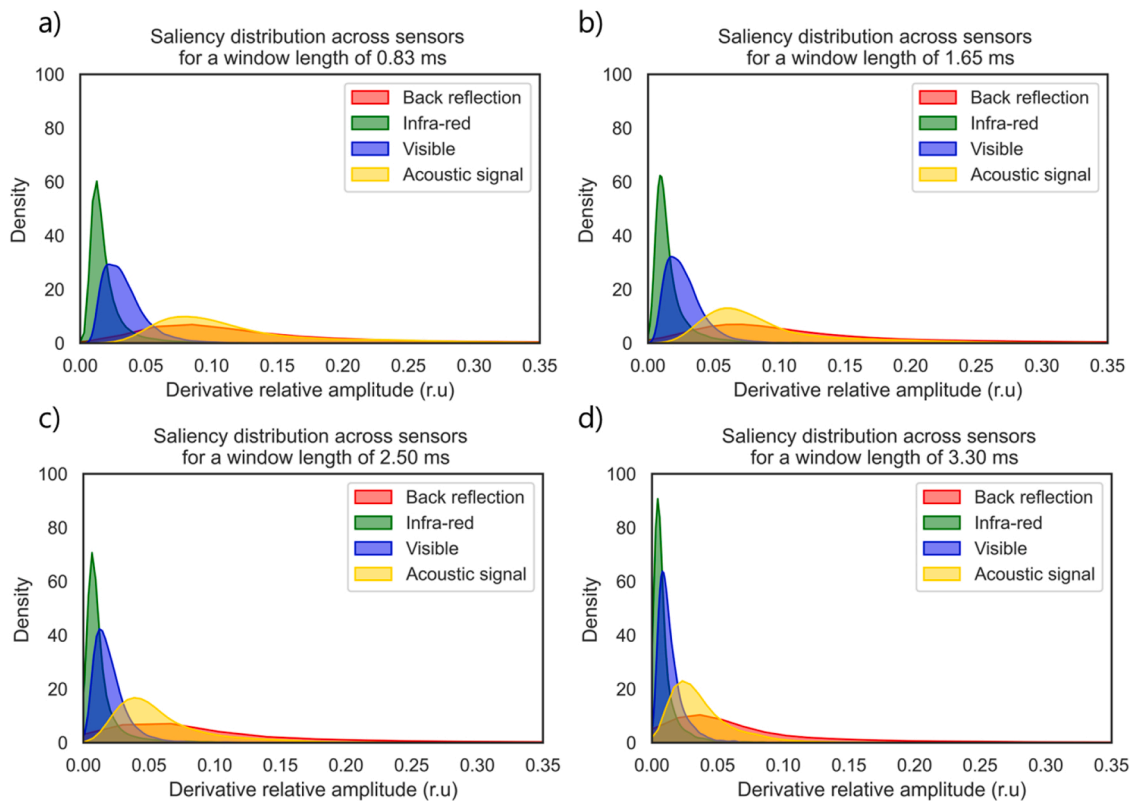 a)
Saliency distribution across sensors
for a window length of 0.83 ms
100
80
60
40
20
0
Density
Back reflection
Infra-red
Visible
Acoustic signal
0.00 0.05 0.10 0.15 0.20 0.25 0.30 0.35
Derivative relative amplitude (r.u)
b)
Saliency distribution across sensors
for a window length of 1.65 ms
100
80
60
40
20
0
Density
Back reflection
Infra-red
Visible
Acoustic signal
0.00 0.05 0.10 0.15 0.20 0.25 0.30 0.35
Derivative relative amplitude (r.u)
c)
Saliency distribution across sensors
for a window length of 2.50 ms
100
80
60
40
20
0
Density
Back reflection
Infra-red
Visible
Acoustic signal
0.00 0.05 0.10 0.15 0.20 0.25 0.30 0.35
Derivative relative amplitude (r.u)
d)
Saliency distribution across sensors
for a window length of 3.30 ms
100
80
60
40
20
0
Density
Back reflection
Infra-red
Visible
Acoustic signal
0.00 0.05 0.10 0.15 0.20 0.25 0.30 0.35
Derivative relative amplitude (r.u)